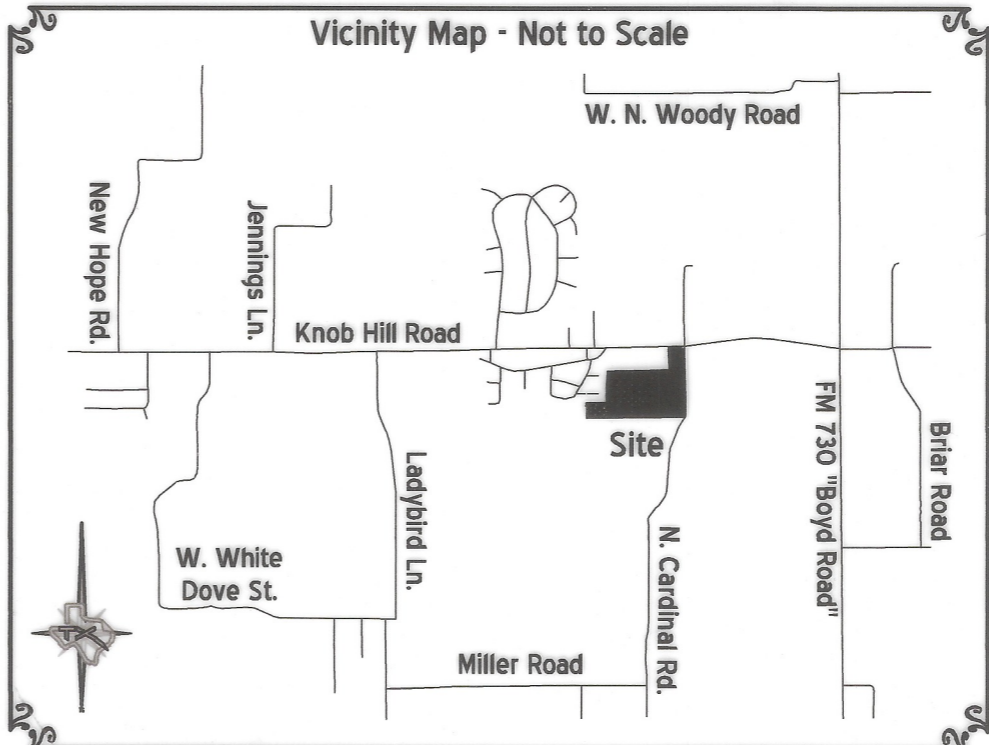 Vicinity Map - Not to Scale
W. N. Woody Road
New Hope Rd.
Jennings Ln.
Knob Hill Road
Site
FM 730 "Boyd Road"
Briar Road
Ladybird Ln.
N. Cardinal Rd.
W. White
Dove St.
TX
Miller Road